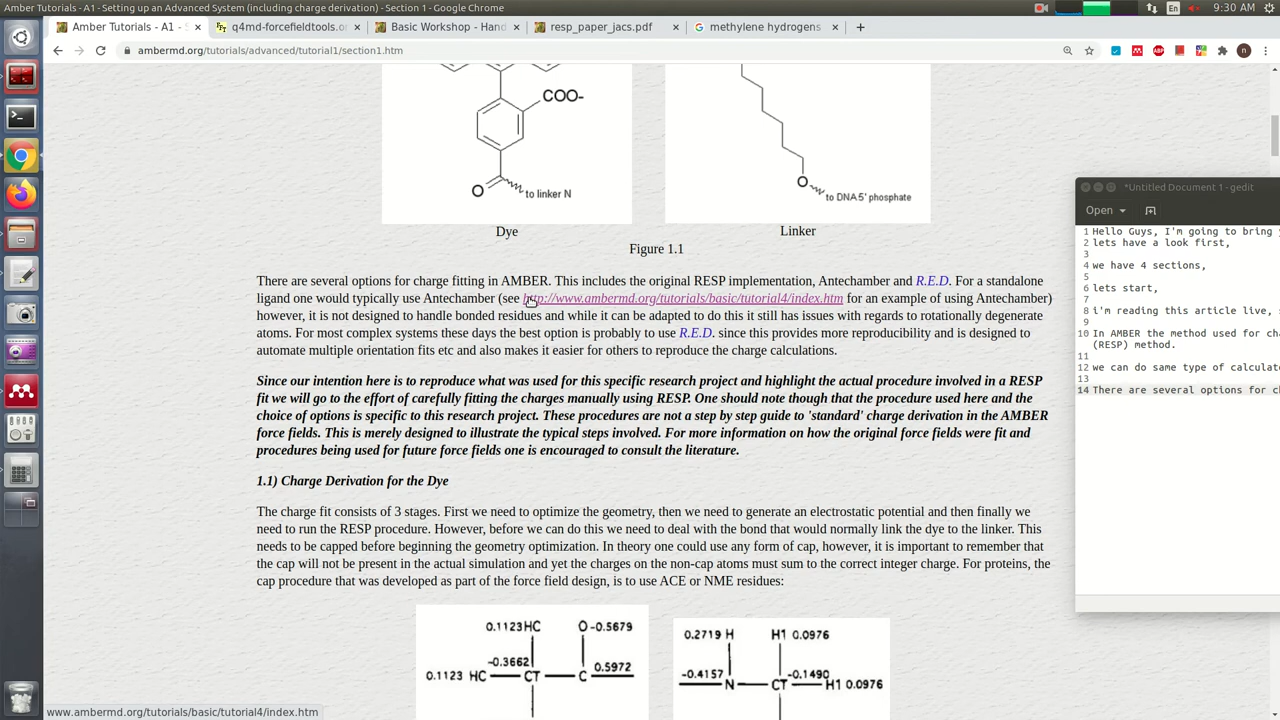 Amber Tutorials - A1 - Setting up an Advanced System (including charge derivation) - Section 1 - Google Chrome
En
9:30 AM
Amber Tutorials - A1 - S
q4md-forcefieldtools.or
Basic Workshop - Hand
resp_paper_jacs.pdf
methylene hydrogens
ambermd.org/tutorials/advanced/tutorial1/section1.htm
n
COO-
O
to linker N
O
to DNA 5' phosphate
Dye
Linker
Figure 1.1
There are several options for charge fitting in AMBER. This includes the original RESP implementation, Antechamber and R.E.D. For a standalone
ligand one would typically use Antechamber (see http://www.ambermd.org/tutorials/basic/tutorial4/index.htm for an example of using Antechamber)
however, it is not designed to handle bonded residues and while it can be adapted to do this it still has issues with regards to rotationally degenerate
atoms. For most complex systems these days the best option is probably to use R.E.D. since this provides more reproducibility and is designed to
automate multiple orientation fits etc and also makes it easier for others to reproduce the charge calculations.
Since our intention here is to reproduce what was used for this specific research project and highlight the actual procedure involved in a RESP
fit we will go to the effort of carefully fitting the charges manually using RESP. One should note though that the procedure used here and the
choice of options is specific to this research project. These procedures are not a step by step guide to 'standard' charge derivation in the AMBER
force fields. This is merely designed to illustrate the typical steps involved. For more information on how the original force fields were fit and
procedures being used for future force fields one is encouraged to consult the literature.
1.1) Charge Derivation for the Dye
The charge fit consists of 3 stages. First we need to optimize the geometry, then we need to generate an electrostatic potential and then finally we
need to run the RESP procedure. However, before we can do this we need to deal with the bond that would normally link the dye to the linker. This
needs to be capped before beginning the geometry optimization. In theory one could use any form of cap, however, it is important to remember that
the cap will not be present in the actual simulation and yet the charges on the non-cap atoms must sum to the correct integer charge. For proteins, the
cap procedure that was developed as part of the force field design, is to use ACE or NME residues:
0.1123 HC O -0.5679
-0.3662 0.5972
0.1123 HC CT C
0.2719 H H1 0.0976
-0.4157 -0.1490
N CT H1 0.0976
www.ambermd.org/tutorials/basic/tutorial4/index.htm
*Untitled Document 1 - gedit
Open
1 Hello Guys, I'm going to bring
2 lets have a look first,
3
4 we have 4 sections,
5
6 lets start,
7
8 i'm reading this article live, s
9
10 In AMBER the method used for cha
(RESP) method.
11
12 we can do same type of calculate
13
14 There are several options for ch